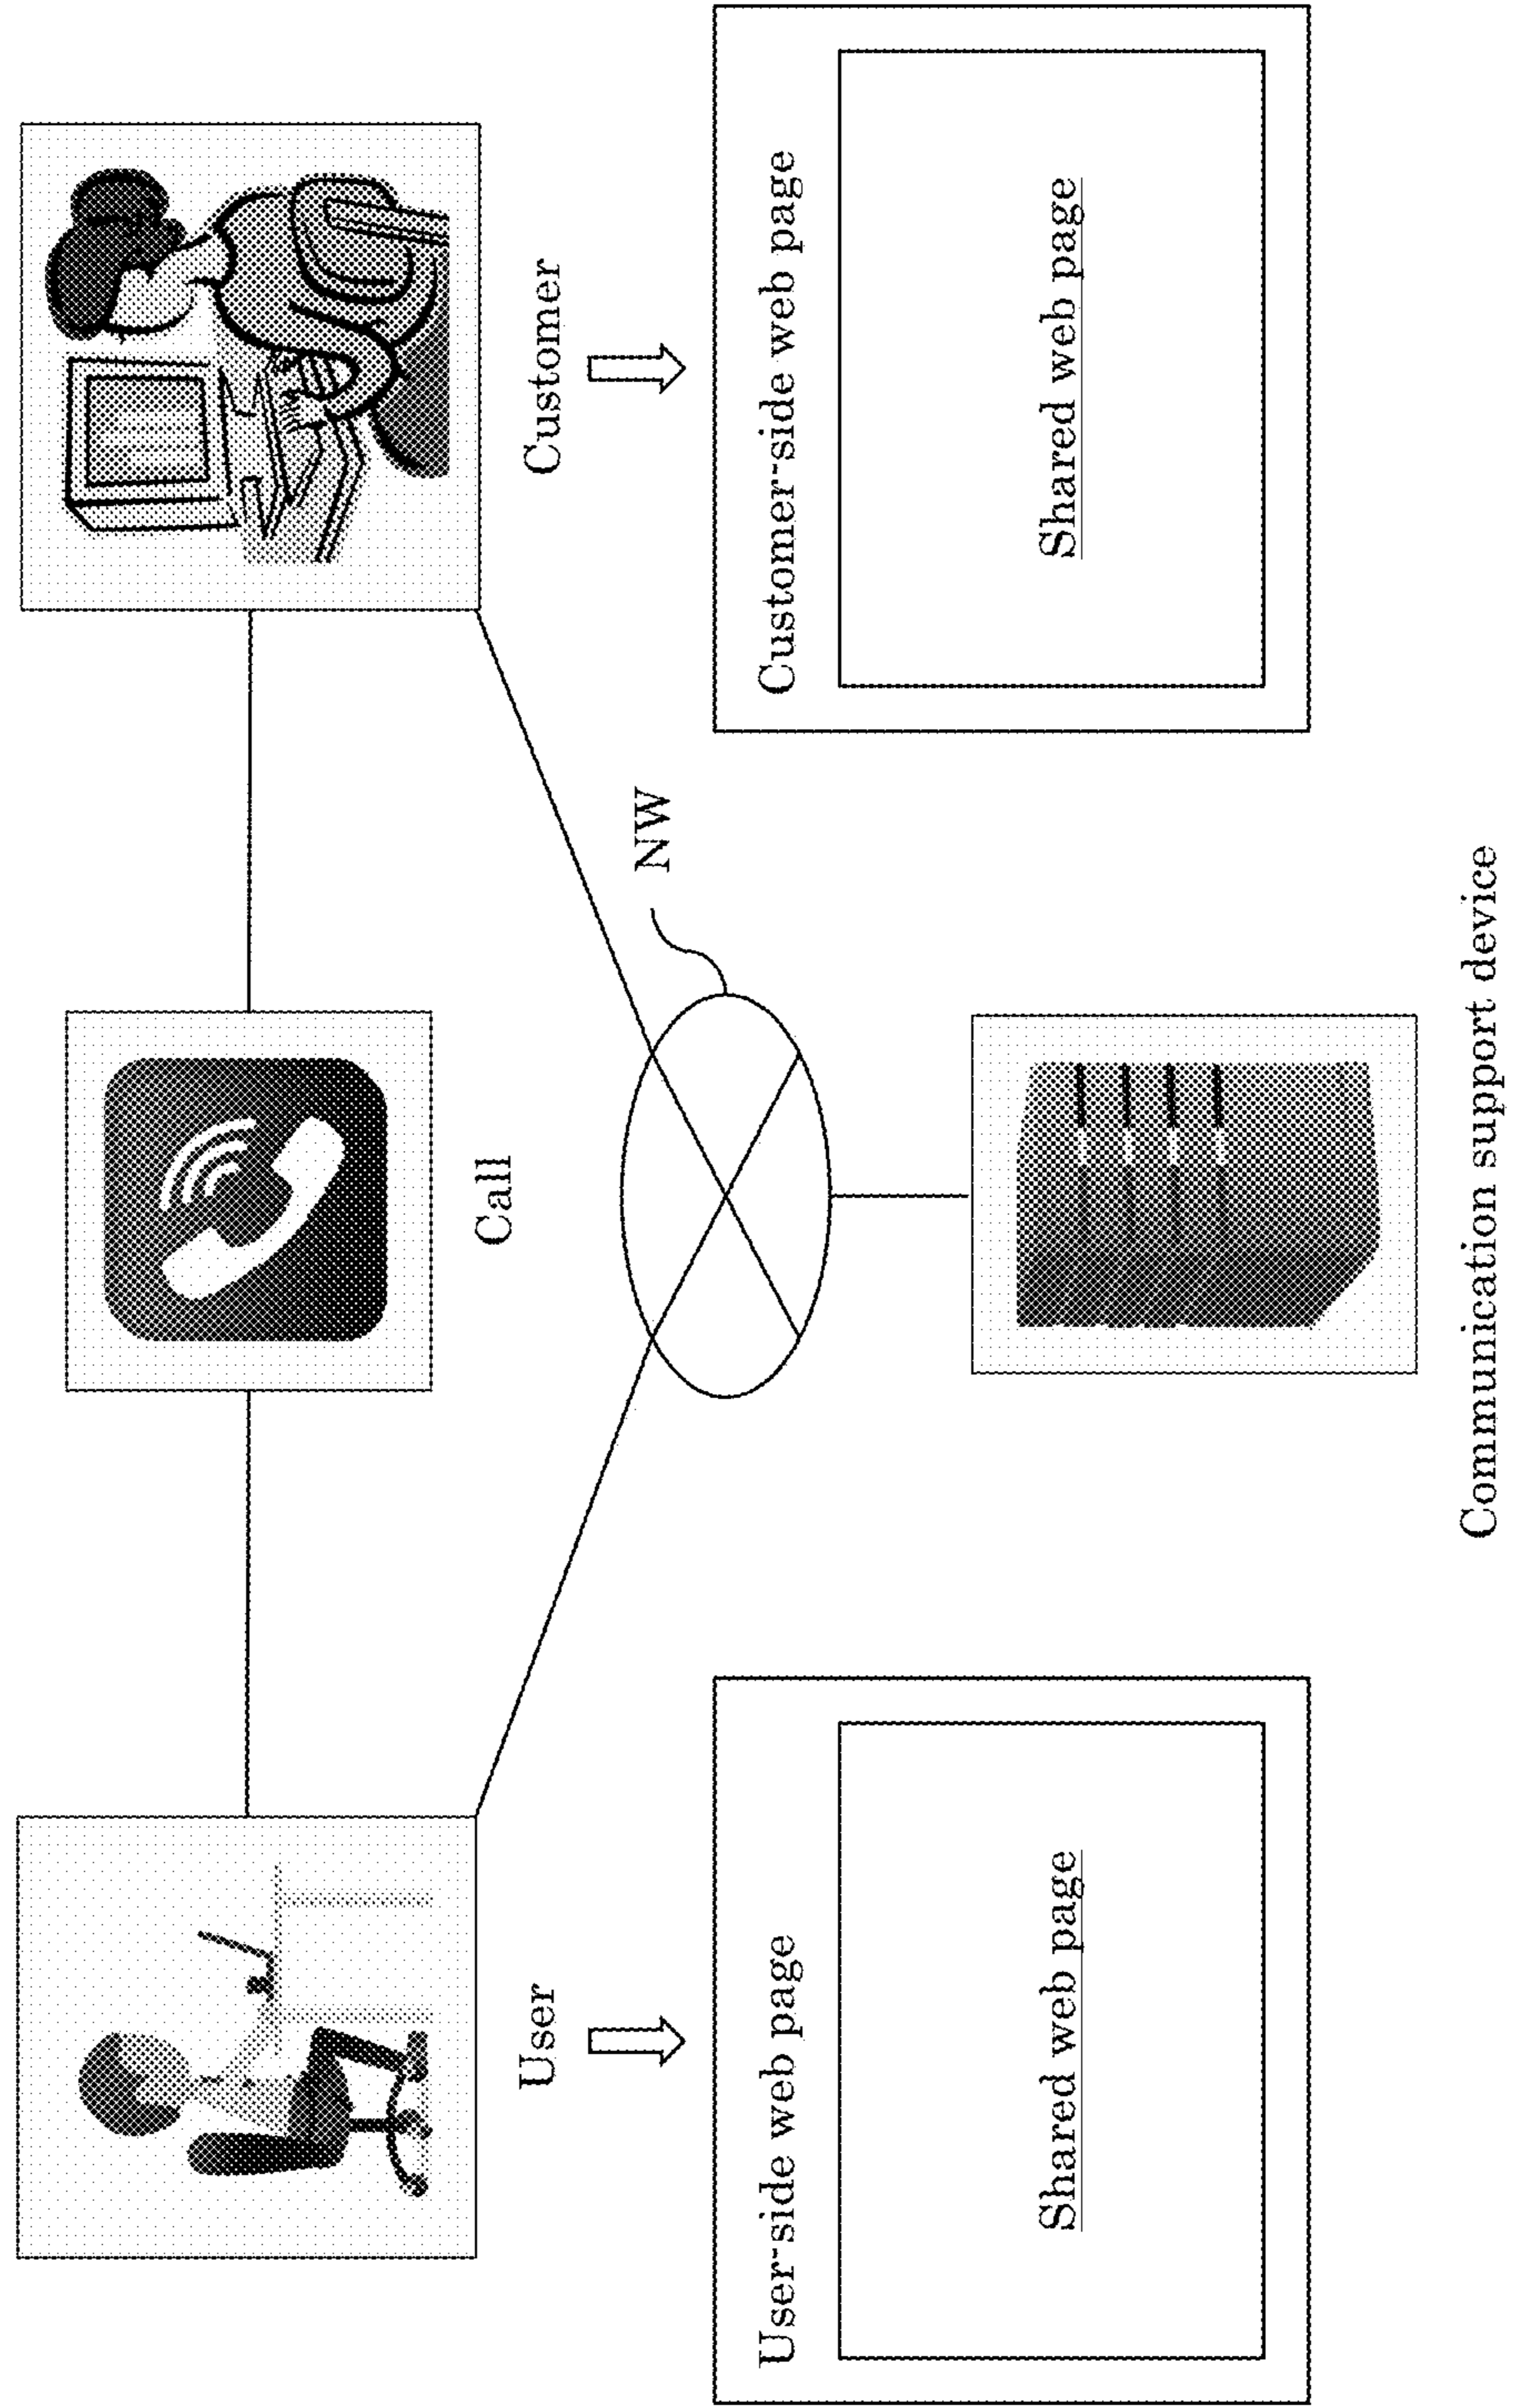 User
Call
Customer
NW
User-side web page
Shared web page
Customer-side web page
Shared web page
Communication support device